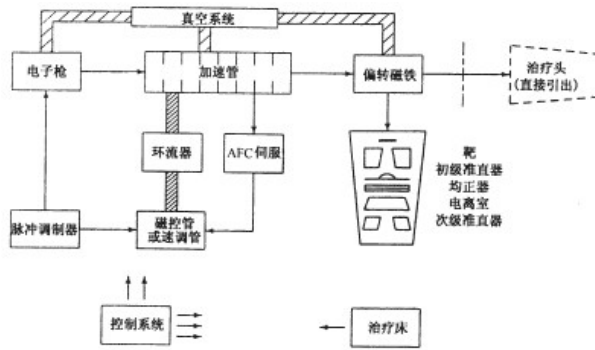 真空系统
电子枪
加速管
偏转磁铁
治疗头
(直接引出)
环流器
AFC伺服
靶
初级准直器
均正器
电离室
次级准直器
脉冲调制器
磁控管
或速调管
控制系统
治疗床